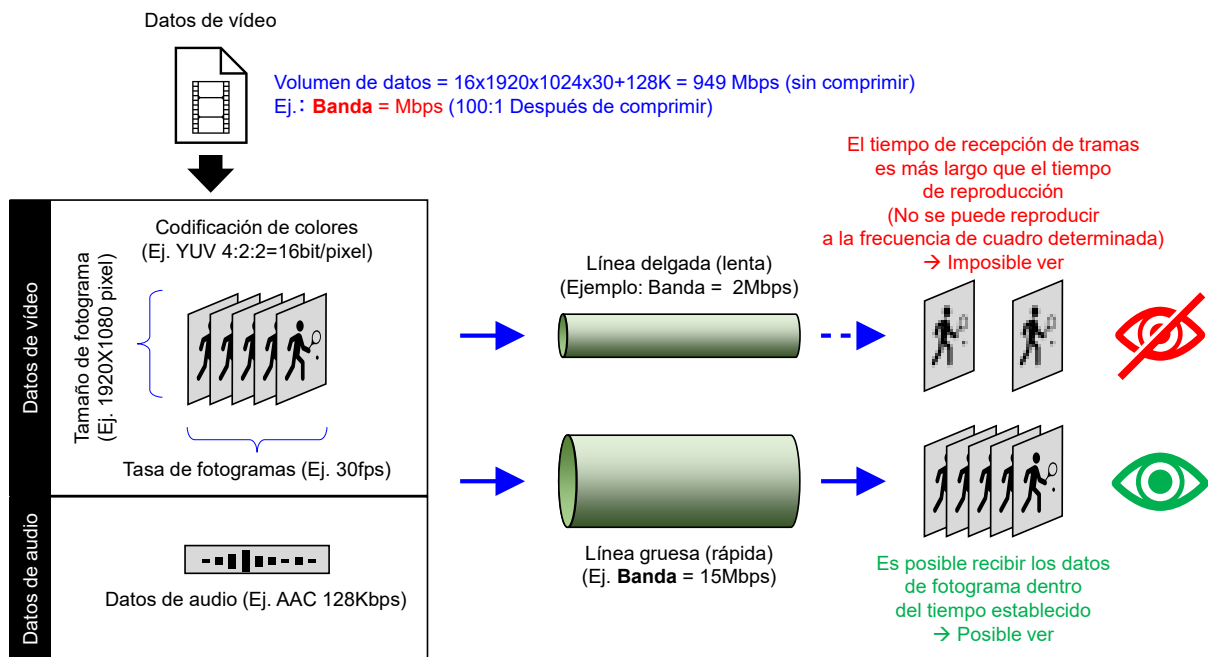 Datos de vídeo
Volumen de datos = 16x1920x1024x30+128K = 949 Mbps (sin comprimir)
Ej.: Banda = Mbps (100:1 Después de comprimir)
Datos de vídeo
Codificación de colores
(Ej. YUV 4:2:2=16bit/pixel)
Tamaño de fotograma
(Ej. 1920X1080 pixel)
Tasa de fotogramas (Ej. 30fps)
Datos de audio
Datos de audio (Ej. AAC 128Kbps)
Línea delgada (lenta)
(Ejemplo: Banda = 2Mbps)
Línea gruesa (rápida)
(Ej. Banda = 15Mbps)
El tiempo de recepción de tramas
es más largo que el tiempo
de reproducción
(No se puede reproducir
a la frecuencia de cuadro determinada)
→ Imposible ver
Es posible recibir los datos
de fotograma dentro
del tiempo establecido
→ Posible ver